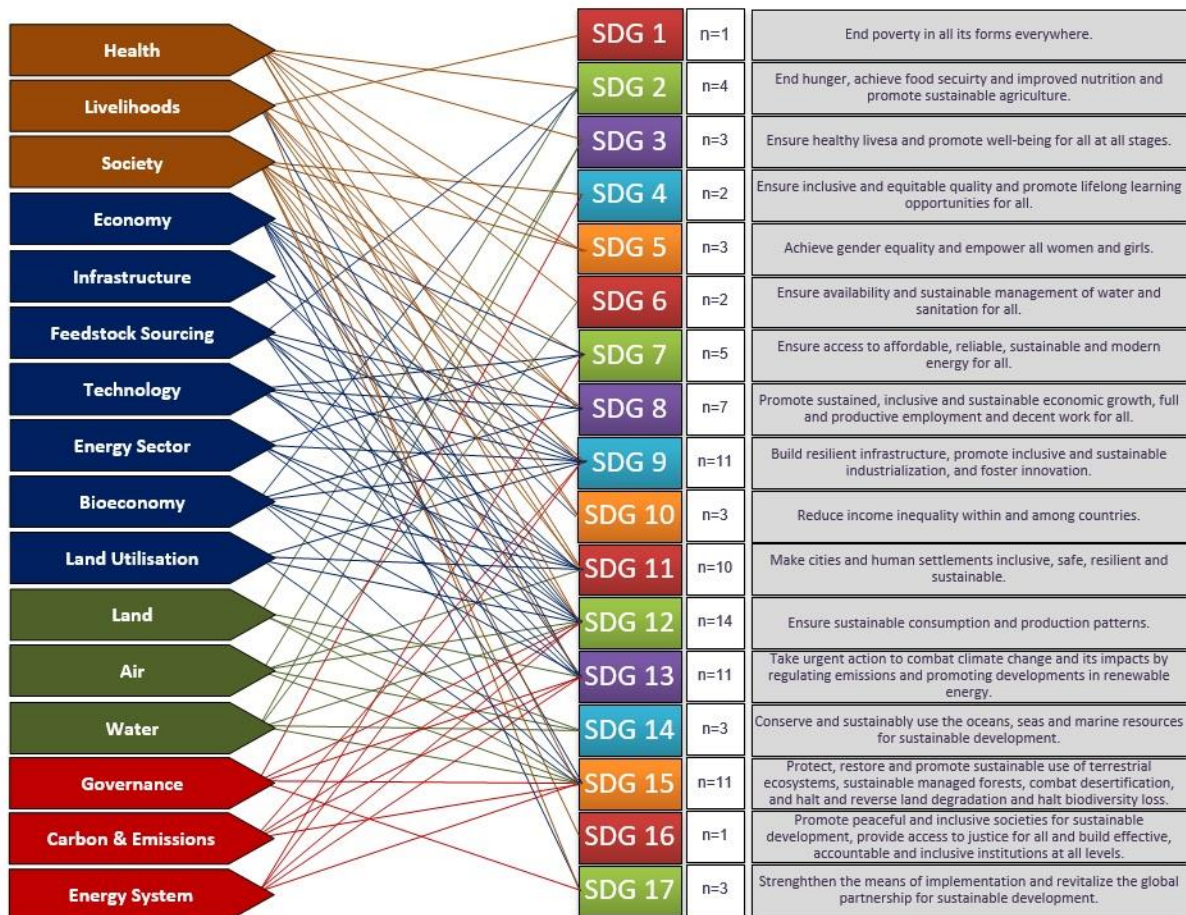 Health
Livelihoods
Society
Economy
Infrastructure
Feedstock Sourcing
Technology
Energy Sector
Bioeconomy
Land Utilisation
Land
Air
Water
Governance
Carbon & Emissions
Energy System
SDG 1
n=1
End poverty in all its forms everywhere.
SDG 2
n=4
End hunger, achieve food secuirty and improved nutrition and
promote sustainable agriculture.
SDG 3
n=3
Ensure healthy livesa and promote well-being for all at all stages.
SDG 4
n=2
Ensure inclusive and equitable quality and promote lifelong learning
opportunities for all.
SDG 5
n=3
Achieve gender equality and empower all women and girls.
SDG 6
n=2
Ensure availability and sustainable management of water and
sanitation for all.
SDG 7
n=5
Ensure access to affordable, reliable, sustainable and modern
energy for all.
SDG 8
n=7
Promote sustained, inclusive and sustainable economic growth, full
and productive employment and decent work for all.
SDG 9
n=11
Build resilient infrastructure, promote inclusive and sustainable
industrialization, and foster innovation.
SDG 10
n=3
Reduce income inequality within and among countries.
SDG 11
n=10
Make cities and human settlements inclusive, safe, resilient and
sustainable.
SDG 12
n=14
Ensure sustainable consumption and production patterns.
SDG 13
n=11
Take urgent action to combat climate change and its impacts by
regulating emissions and promoting developments in renewable
energy.
SDG 14
n=3
Conserve and sustainably use the oceans, seas and marine resources
for sustainable development.
SDG 15
n=11
Protect, restore and promote sustainable use of terrestrial
ecosystems, sustainable managed forests, combat desertification,
and halt and reverse land degradation and halt biodiversity loss.
SDG 16
n=1
Promote peaceful and inclusive societies for sustainable
development, provide access to justice for all and build effective,
accountable and inclusive institutions at all levels.
SDG 17
n=3
Strenghthen the means of implementation and revitalize the global
partnership for sustainable development.